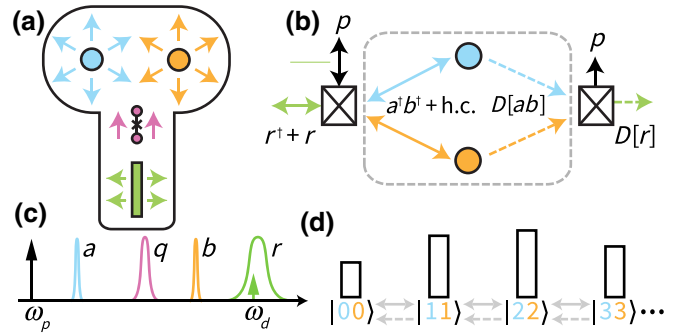 (a)
(b)
p
p
a†b† + h.c.
D[ab]
r† + r
D[r]
(c)
a
q
b
r
ωp
ωd
(d)
|00⟩
|11⟩
|22⟩
|33⟩
•••